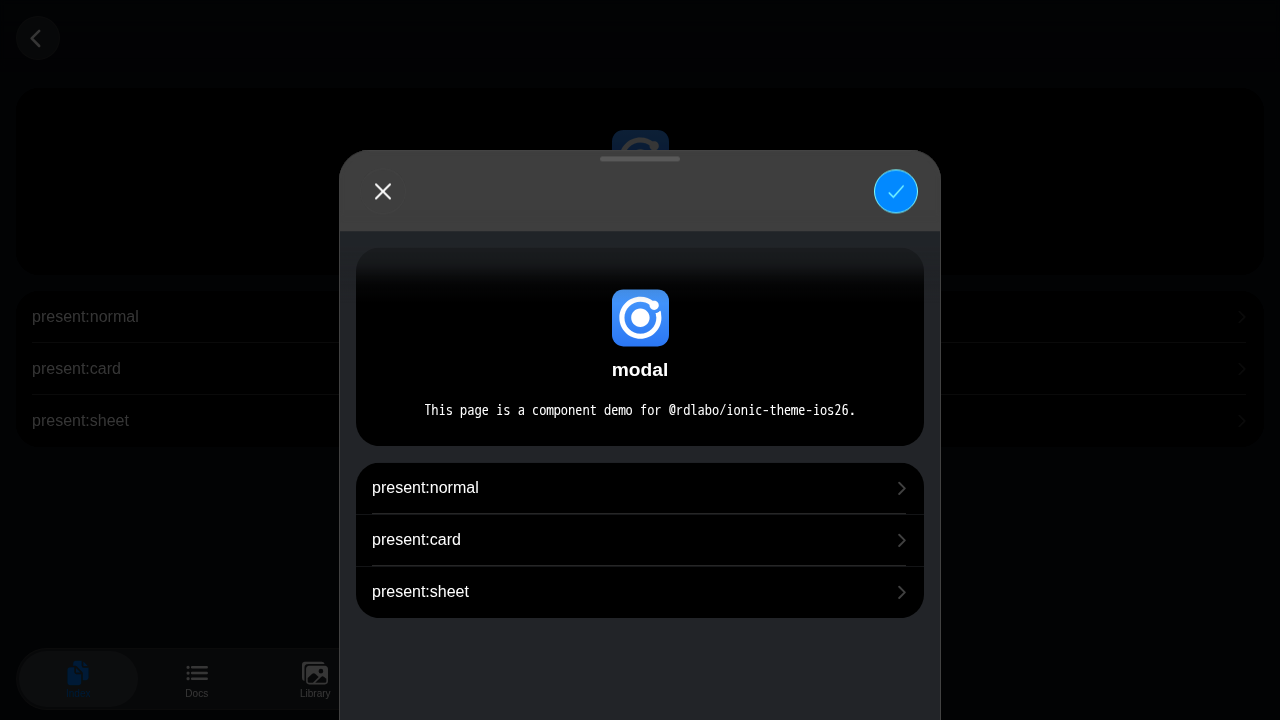 modal
This page is a component demo for @rdlabo/ionic-theme-ios26.
present:normal
present:card
present:sheet
present:normal
present:card
present:sheet
Docs
Library